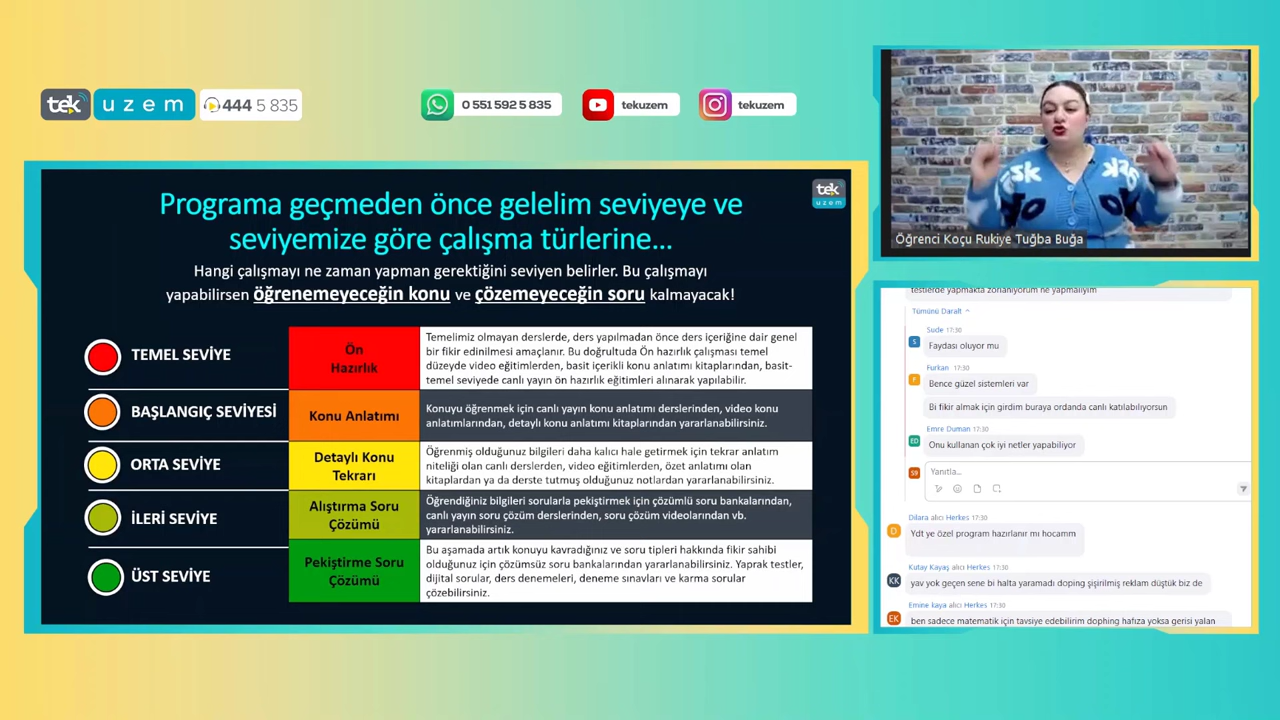 tek
uzem
444 5 835
0 551 592 5 835
tekuzem
tekuzem
tek
uzem
Programa geçmeden önce gelelim seviyeye ve
seviyemize göre çalışma türlerine...
Hangi çalışmayı ne zaman yapman gerektiğini seviyen belirler. Bu çalışmayı
yapabilirsen öğrenemeyeceğin konu ve çözemeyeceğin soru kalmayacak!
TEMEL SEVİYE
Ön
Hazırlık
Temelimiz olmayan derslerde, ders yapılmadan önce ders içeriğine dair genel
bir fikir edinilmesi amaçlanır. Bu doğrultuda Ön hazırlık çalışması temel
düzeyde video eğitimlerden, basit içerikli konu anlatımı kitaplarından, basit-
temel seviyede canlı yayın ön hazırlık eğitimleri alınarak yapılabilir.
BAŞLANGIÇ SEVİYESİ
Konu Anlatımı
Konuyu öğrenmek için canlı yayın konu anlatımı derslerinden, video konu
anlatımlarından, detaylı konu anlatımı kitaplarından yararlanabilirsiniz.
ORTA SEVİYE
Detaylı Konu
Tekrarı
Öğrenmiş olduğunuz bilgileri daha kalıcı hale getirmek için tekrar anlatım
niteliği olan canlı derslerden, video eğitimlerden, özet anlatımı olan
kitaplardan ya da derste tutmuş olduğunuz notlardan yararlanabilirsiniz.
İLERİ SEVİYE
Alıştırma Soru
Çözümü
Öğrendiğiniz bilgileri sorularla pekiştirmek için çözümlü soru bankalarından,
canlı yayın soru çözüm derslerinden, soru çözüm videolarından vb.
yararlanabilirsiniz.
ÜST SEVİYE
Pekiştirme Soru
Çözümü
Bu aşamada artık konuyu kavradığınız ve soru tipleri hakkında fikir sahibi
olduğunuz için çözümsüz soru bankalarından yararlanabilirsiniz. Yaprak testler,
dijital sorular, ders denemeleri, deneme sınavları ve karma sorular
çözebilirsiniz.
Öğrenci Koçu Rukiye Tuğba Buğa
testlerde yapmakta zorlanıyorum ne yapmalıyım
Tümünü Daralt ^
Sude 17:30
S
Faydası oluyor mu
Furkan 17:30
F
Bence güzel sistemleri var
Bi fikir almak için girdim buraya ordanda canlı katılabılıyorsun
Emre Duman 17:30
ED
Onu kullanan çok iyi netler yapabiliyor
S9
Yanıtla...
Dilara alıcı Herkes 17:30
D
Ydt ye özel program hazırlanır mı hocamm
Kutay Kayaş alıcı Herkes 17:30
KK
yav yok geçen sene bi halta yaramadı doping şişirilmiş reklam düştük biz de
Emine kaya alıcı Herkes 17:30
EK
ben sadece matematik için tavsiye edebilirim dophing hafıza yoksa gerisi yalan